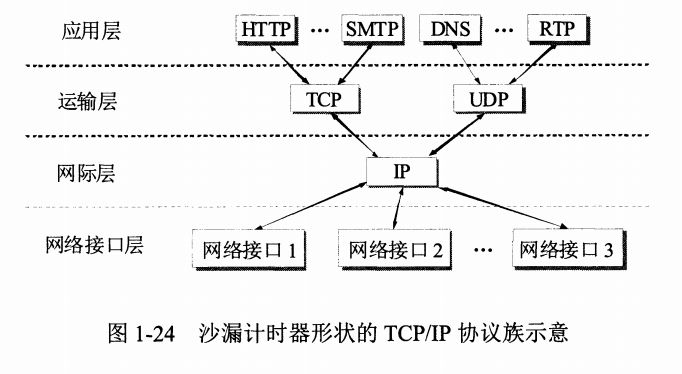 应用层 HTTP ··· SMTP DNS ··· RTP
运输层 TCP UDP
网际层 IP
网络接口层 网络接口 1 网络接口 2 ··· 网络接口 3
图 1-24 沙漏计时器形状的 TCP/IP 协议族示意